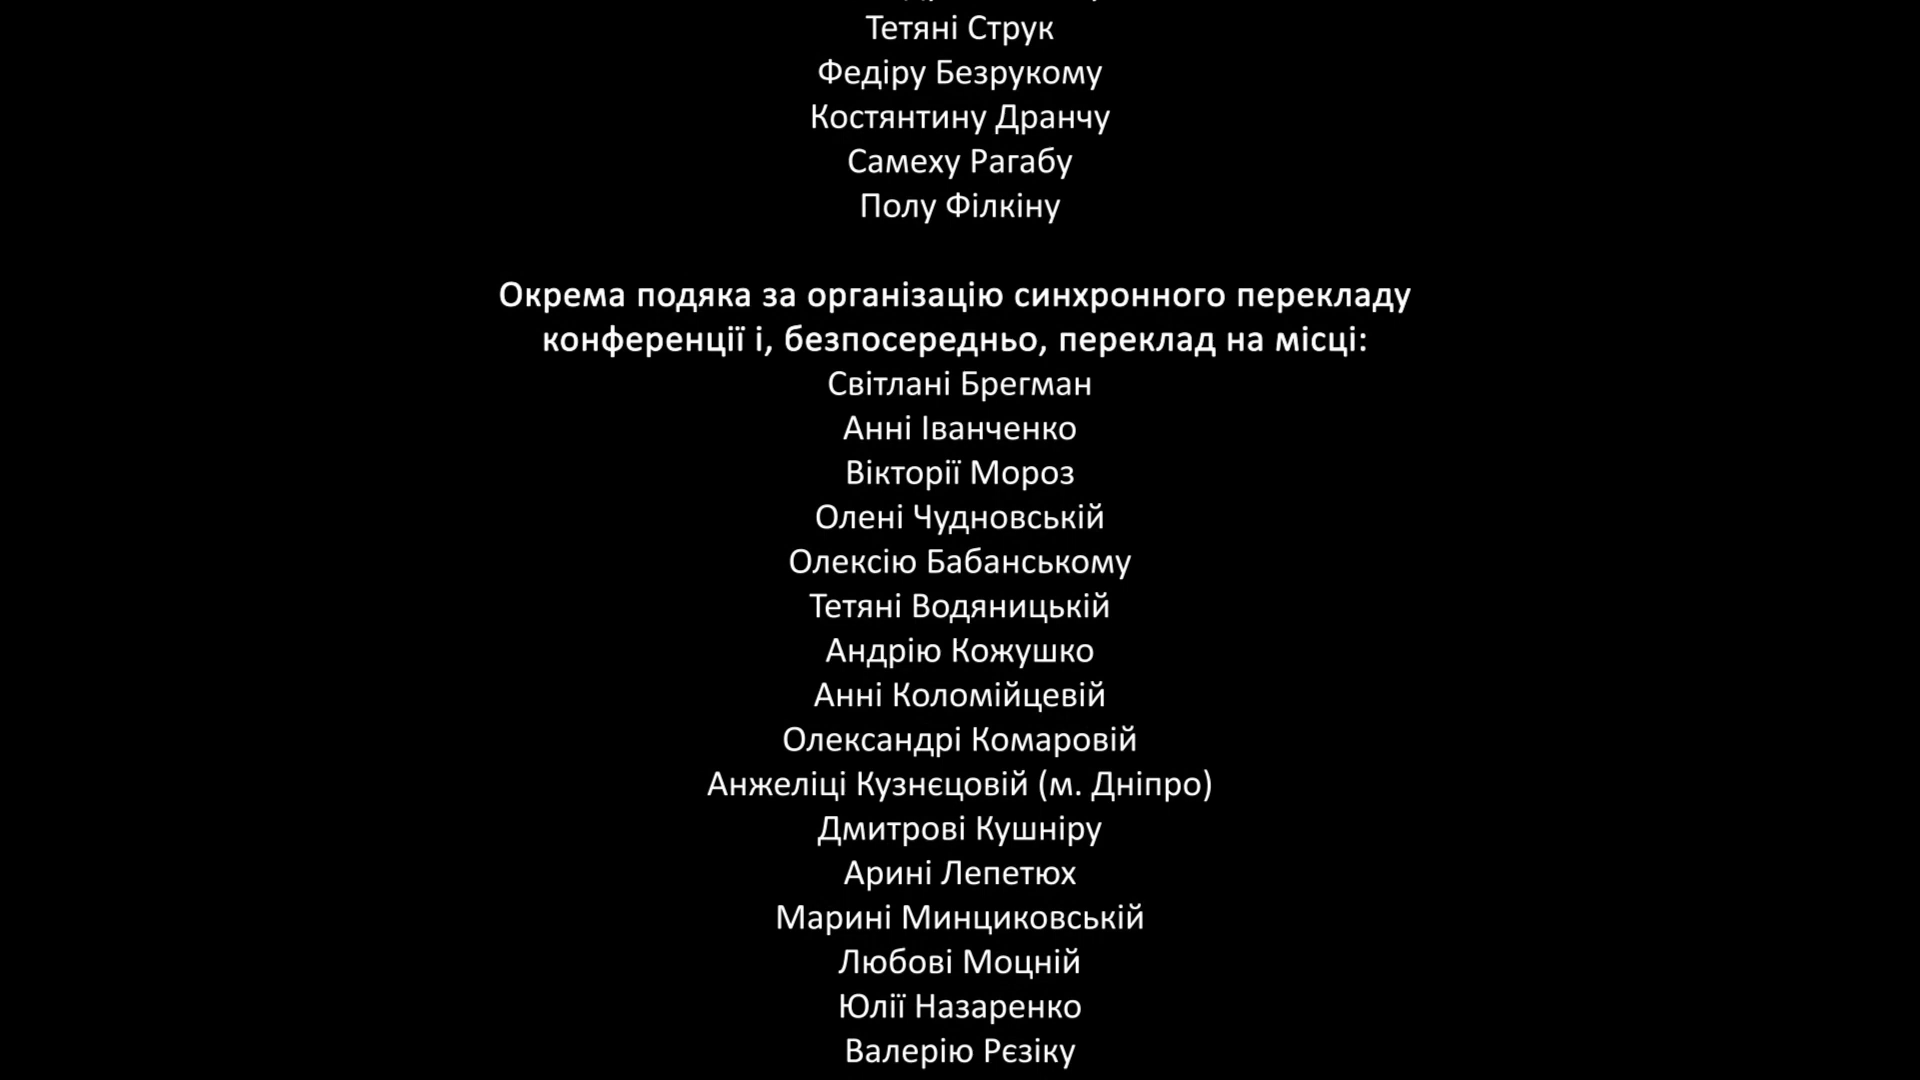 Тетяні Струк
Федіру Безрукому
Костянтину Дранчу
Самеху Рагабу
Полу Філкіну
Окрема подяка за організацію синхронного перекладу
конференції і, безпосередньо, переклад на місці:
Світлані Брегман
Анні Іванченко
Вікторії Мороз
Олені Чудновській
Олексію Бабанському
Тетяні Водяницькій
Андрію Кожушко
Анні Коломійцевій
Олександрі Комаровій
Анжеліці Кузнєцовій (м. Дніпро)
Дмитрові Кушніру
Арині Лепетюх
Марині Минциковській
Любові Моцній
Юлії Назаренко
Валерію Рєзіку